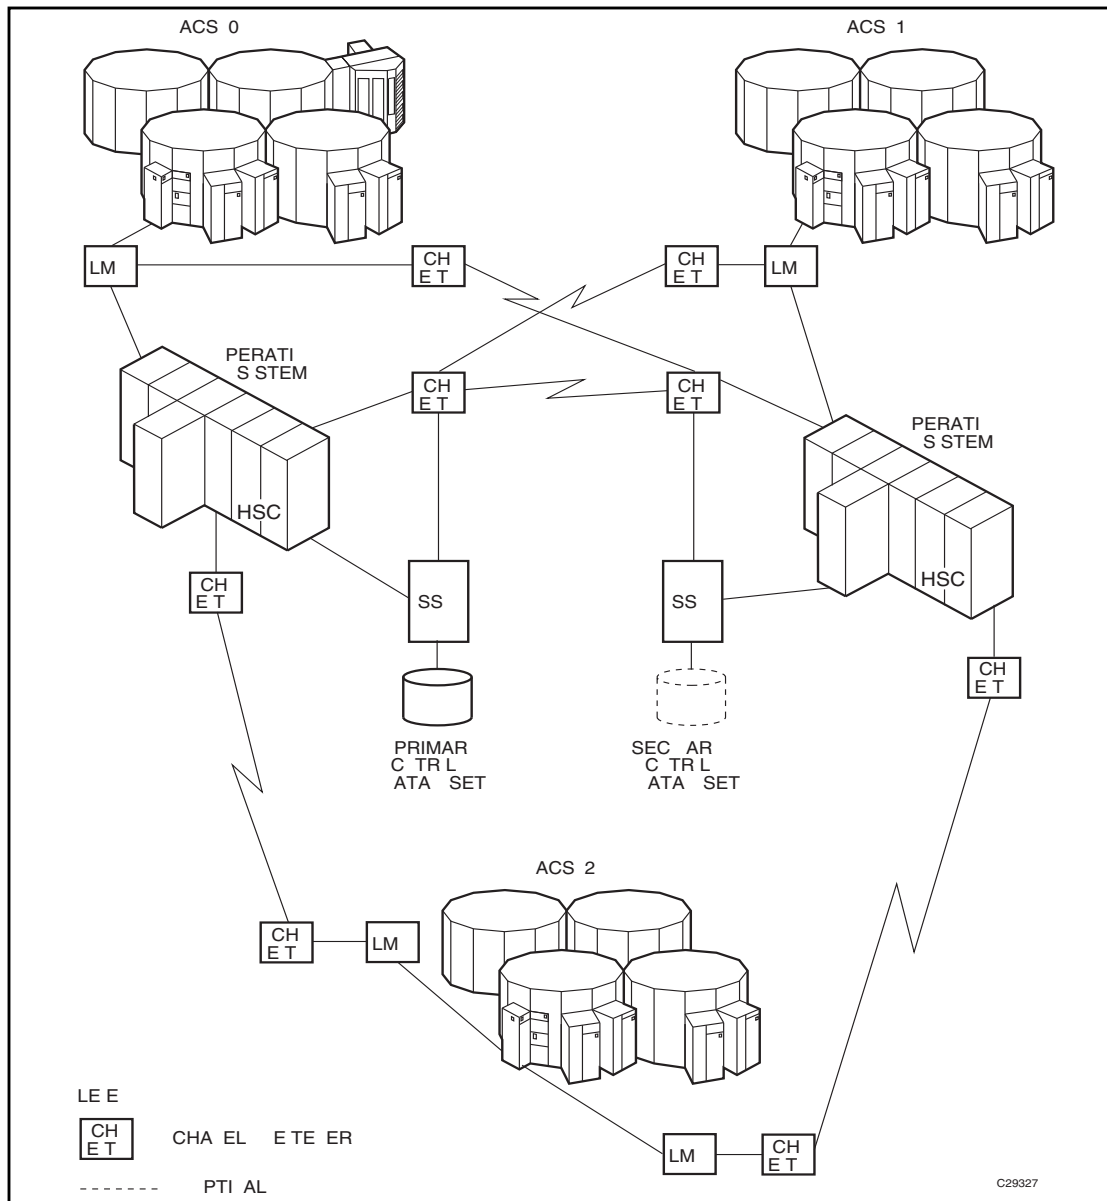 ACS 0
ACS 1
LM
CH
E T
CH
E T
LM
PERATI
S STEM
CH
E T
CH
E T
PERATI
S STEM
HSC
CH
E T
SS
SS
HSC
CH
E T
PRIMAR
C TR L
ATA SET
SEC AR
C TR L
ATA SET
ACS 2
CH
E T
LM
LE E
CH
E T
CHA EL E TE ER
LM
CH
E T
PTI AL
C29327